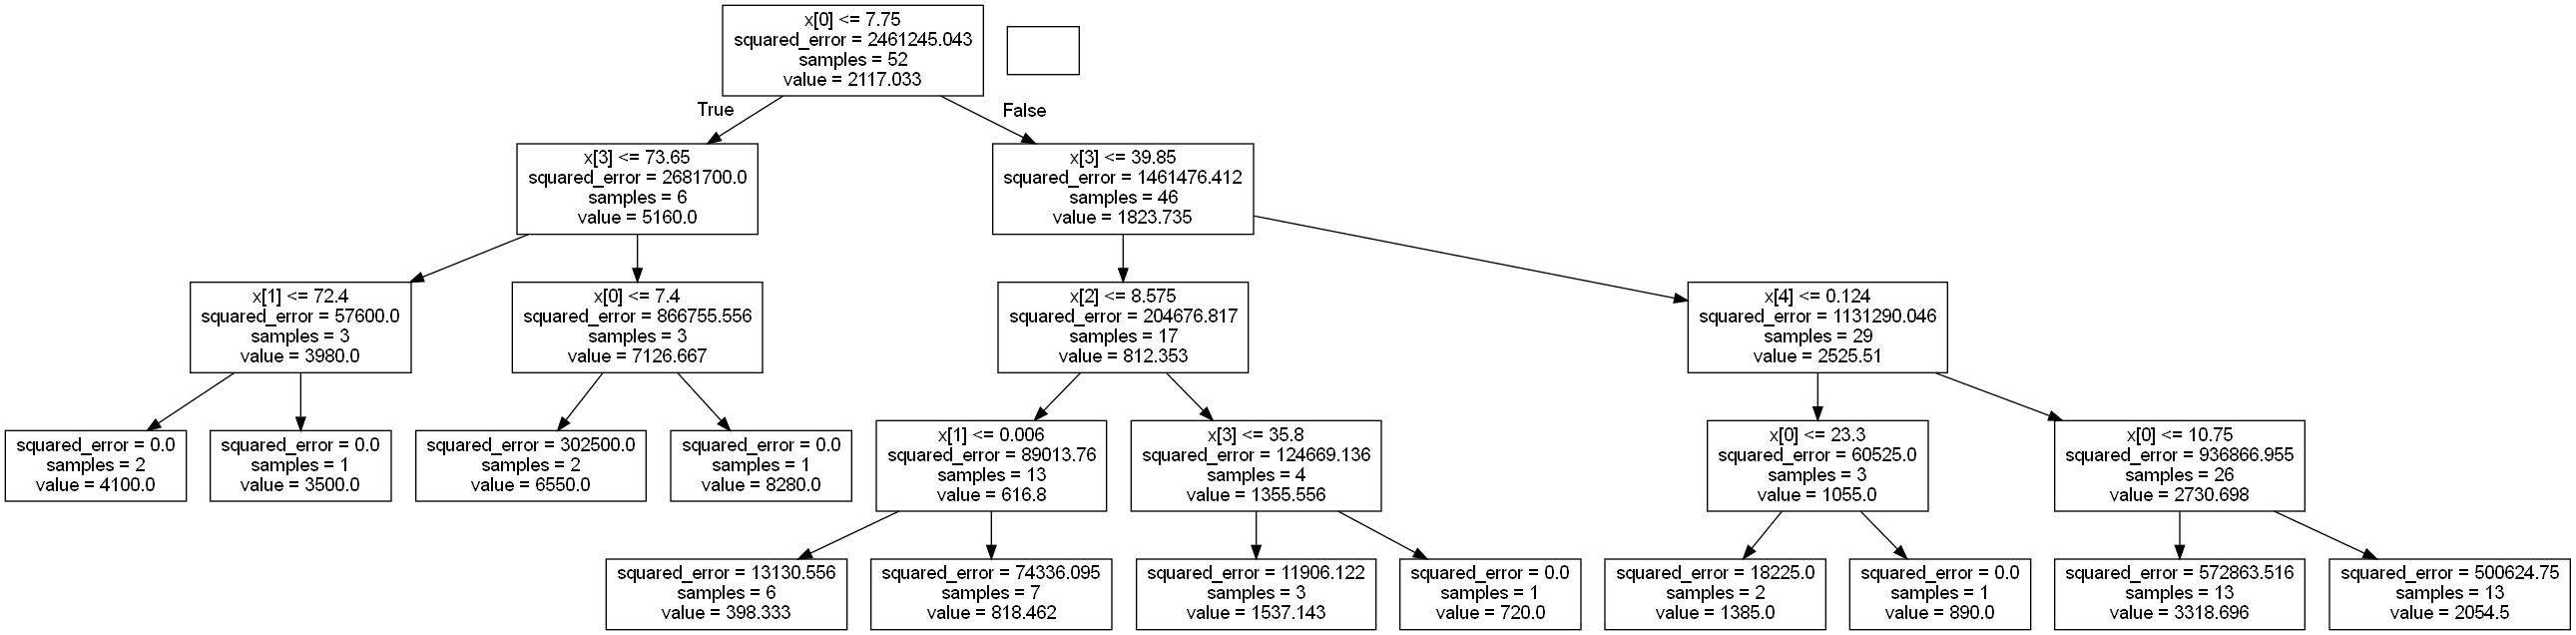 x[0] <= 7.75
squared_error = 2461245.043
samples = 52
value = 2117.033
True
False
x[3] <= 73.65
squared_error = 2681700.0
samples = 6
value = 5160.0
x[3] <= 39.85
squared_error = 1461476.412
samples = 46
value = 1823.735
x[1] <= 72.4
squared_error = 57600.0
samples = 3
value = 3980.0
x[0] <= 7.4
squared_error = 866755.556
samples = 3
value = 7126.667
x[2] <= 8.575
squared_error = 204676.817
samples = 17
value = 812.353
x[4] <= 0.124
squared_error = 1131290.046
samples = 29
value = 2525.51
squared_error = 0.0
samples = 2
value = 4100.0
squared_error = 0.0
samples = 1
value = 3500.0
squared_error = 302500.0
samples = 2
value = 6550.0
squared_error = 0.0
samples = 1
value = 8280.0
x[1] <= 0.006
squared_error = 89013.76
samples = 13
value = 616.8
x[3] <= 35.8
squared_error = 124669.136
samples = 4
value = 1355.556
x[0] <= 23.3
squared_error = 60525.0
samples = 3
value = 1055.0
x[0] <= 10.75
squared_error = 936866.955
samples = 26
value = 2730.698
squared_error = 13130.556
samples = 6
value = 398.333
squared_error = 74336.095
samples = 7
value = 818.462
squared_error = 11906.122
samples = 3
value = 1537.143
squared_error = 0.0
samples = 1
value = 720.0
squared_error = 18225.0
samples = 2
value = 1385.0
squared_error = 0.0
samples = 1
value = 890.0
squared_error = 572863.516
samples = 13
value = 3318.696
squared_error = 500624.75
samples = 13
value = 2054.5